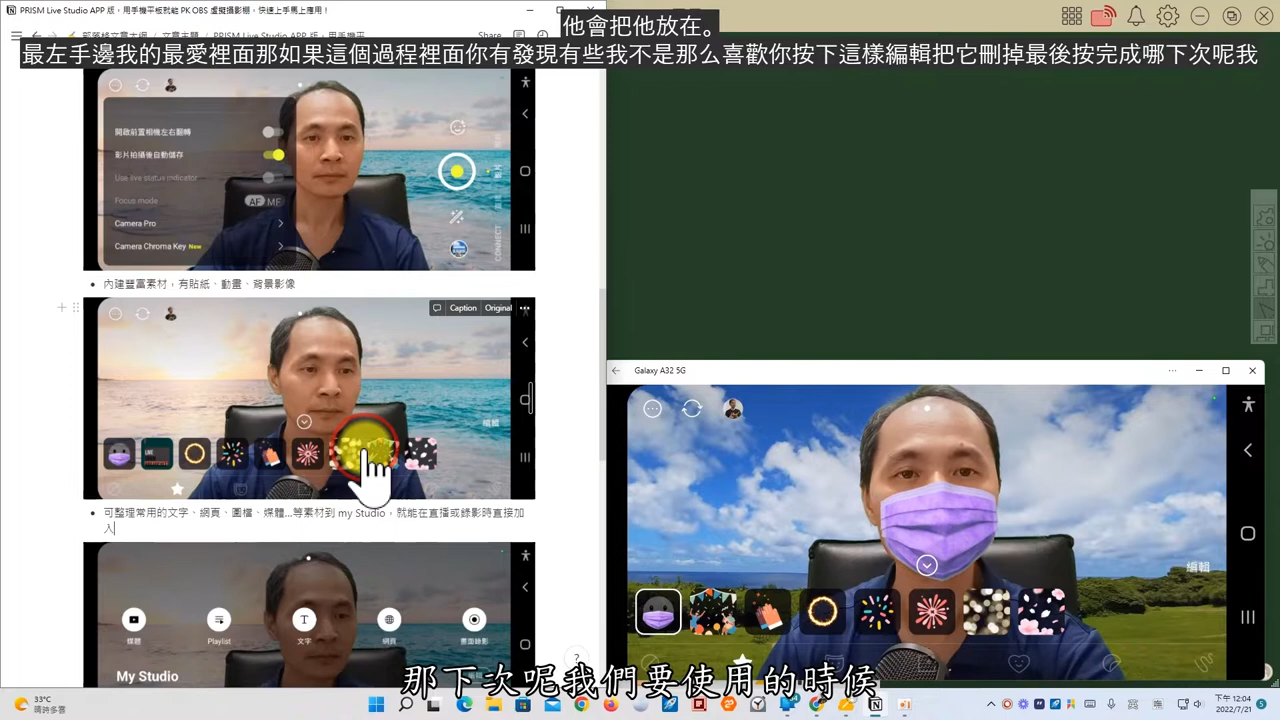 PRISM Live Studio APP 版，用手機平板就能 PK OBS 虛擬攝影棚，快速上手馬上應用！
他會把他放在。
Share
最左手邊我的最愛裡面那如果這個過程裡面你有發現有些我不是那么喜歡你按下這樣編輯把它刪掉最後按完成哪下次呢我
開啟前置相機左右翻轉
影片拍攝後自動儲存
Use live status indicator
Focus mode
AF MF
Camera Pro
Camera Chroma Key New
CONNECT
內建豐富素材，有貼紙、動畫、背景影像
Caption Original
編輯
LIVE
可整理常用的文字、網頁、圖檔、媒體...等素材到 my Studio，就能在直播或錄影時直接加
入
媒體
Playlist
T
文字
網頁
畫面錄影
My Studio
?
Galaxy A32 5G
編輯
那下次呢我們要使用的時候
33°C
晴時多雲
下午 12:04
2022/7/21